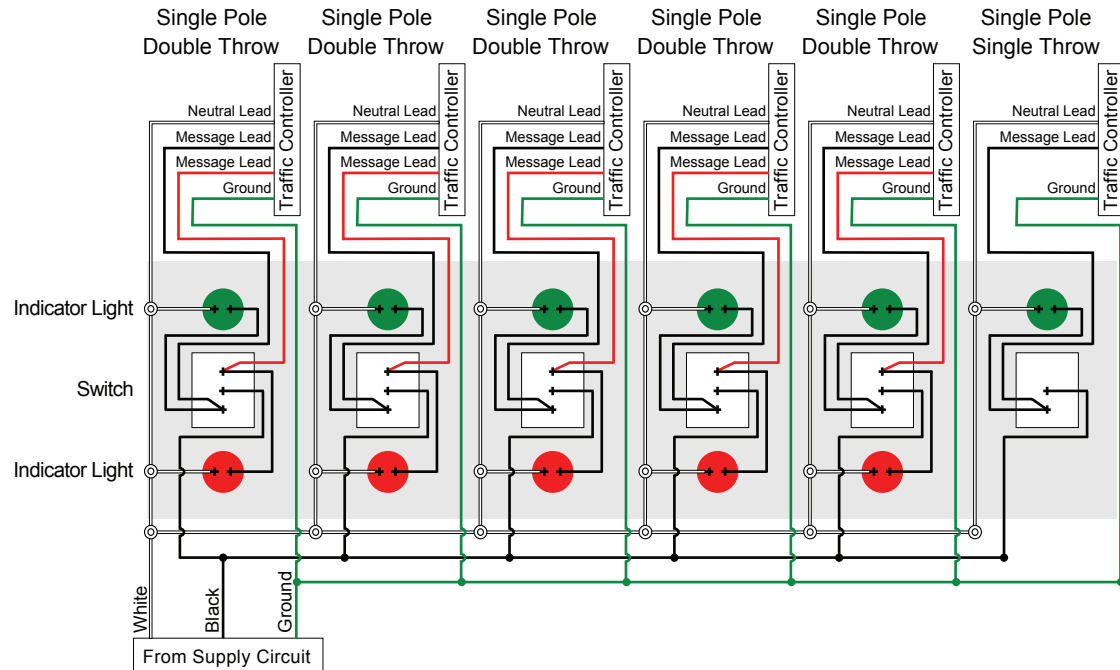 Single Pole
Double Throw
Single Pole
Double Throw
Single Pole
Double Throw
Single Pole
Double Throw
Single Pole
Double Throw
Single Pole
Single Throw
Neutral Lead
Message Lead
Message Lead
Ground
Traffic Controller
Neutral Lead
Message Lead
Message Lead
Ground
Traffic Controller
Neutral Lead
Message Lead
Message Lead
Ground
Traffic Controller
Neutral Lead
Message Lead
Message Lead
Ground
Traffic Controller
Neutral Lead
Message Lead
Message Lead
Ground
Traffic Controller
Neutral Lead
Message Lead
Ground
Traffic Controller
Indicator Light
Switch
Indicator Light
White
Black
Ground
From Supply Circuit